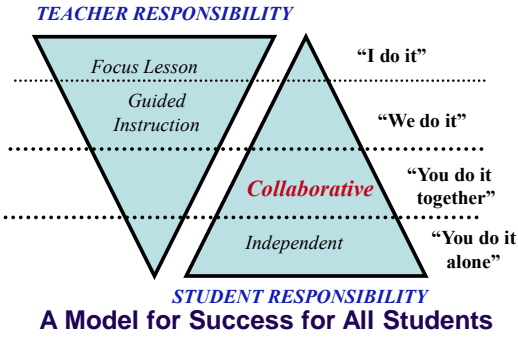 TEACHER RESPONSIBILITY
Focus Lesson
“I do it”
Guided
Instruction
“We do it”
Collaborative
“You do it
together”
Independent
“You do it
alone”
STUDENT RESPONSIBILITY
A Model for Success for All Students